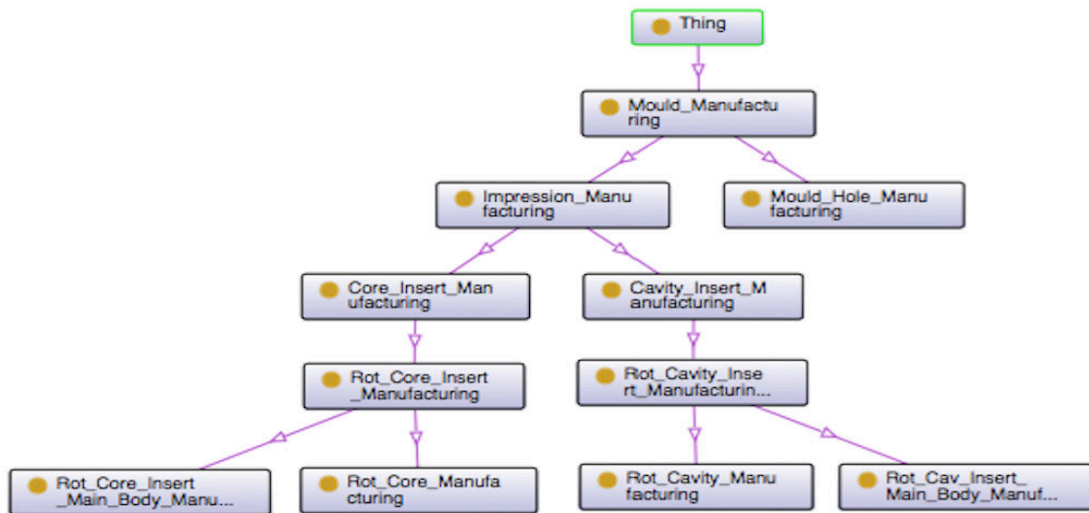 Thing
Mould_Manufactu
ring
Impression_Manu
facturing
Mould_Hole_Manu
facturing
Core_Insert_Man
ufacturing
Cavity_Insert_M
anufacturing
Rot_Core_Insert
_Manufacturing
Rot_Cavity_Inse
rt_Manufacturin...
Rot_Core_Insert
_Main_Body_Manu...
Rot_Core_Manufa
cturing
Rot_Cavity_Manu
facturing
Rot_Cav_Insert_
Main_Body_Manuf...